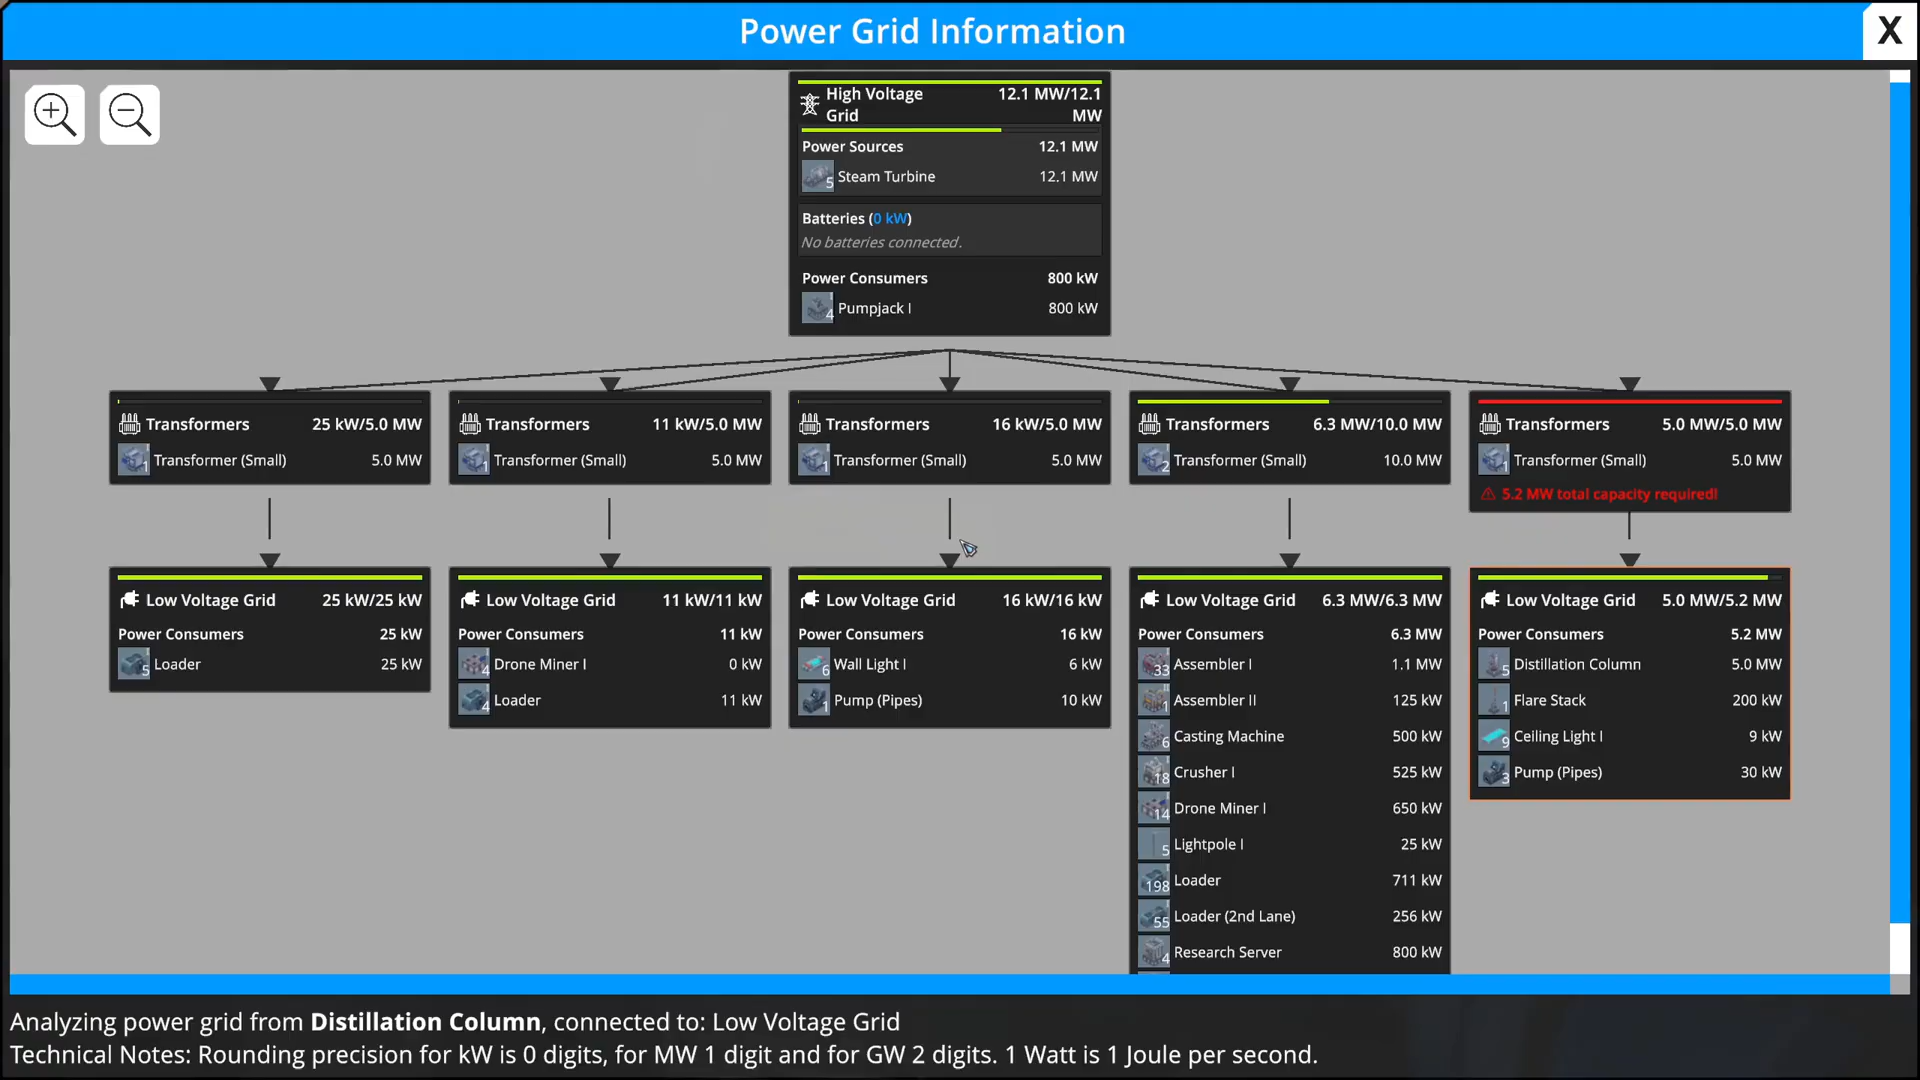 Power Grid Information
X
High Voltage Grid 12.1 MW/12.1 MW
Power Sources 12.1 MW
5 Steam Turbine 12.1 MW
Batteries (0 kW)
No batteries connected.
Power Consumers 800 kW
4 Pumpjack I 800 kW
Transformers 25 kW/5.0 MW
1 Transformer (Small) 5.0 MW
Transformers 11 kW/5.0 MW
1 Transformer (Small) 5.0 MW
Transformers 16 kW/5.0 MW
1 Transformer (Small) 5.0 MW
Transformers 6.3 MW/10.0 MW
2 Transformer (Small) 10.0 MW
Transformers 5.0 MW/5.0 MW
1 Transformer (Small) 5.0 MW
5.2 MW total capacity required!
Low Voltage Grid 25 kW/25 kW
Power Consumers 25 kW
5 Loader 25 kW
Low Voltage Grid 11 kW/11 kW
Power Consumers 11 kW
4 Drone Miner I 0 kW
4 Loader 11 kW
Low Voltage Grid 16 kW/16 kW
Power Consumers 16 kW
6 Wall Light I 6 kW
1 Pump (Pipes) 10 kW
Low Voltage Grid 6.3 MW/6.3 MW
Power Consumers 6.3 MW
33 Assembler I 1.1 MW
1 Assembler II 125 kW
6 Casting Machine 500 kW
18 Crusher I 525 kW
14 Drone Miner I 650 kW
5 Lightpole I 25 kW
198 Loader 711 kW
55 Loader (2nd Lane) 256 kW
4 Research Server 800 kW
Low Voltage Grid 5.0 MW/5.2 MW
Power Consumers 5.2 MW
5 Distillation Column 5.0 MW
1 Flare Stack 200 kW
9 Ceiling Light I 9 kW
3 Pump (Pipes) 30 kW
Analyzing power grid from Distillation Column, connected to: Low Voltage Grid
Technical Notes: Rounding precision for kW is 0 digits, for MW 1 digit and for GW 2 digits. 1 Watt is 1 Joule per second.